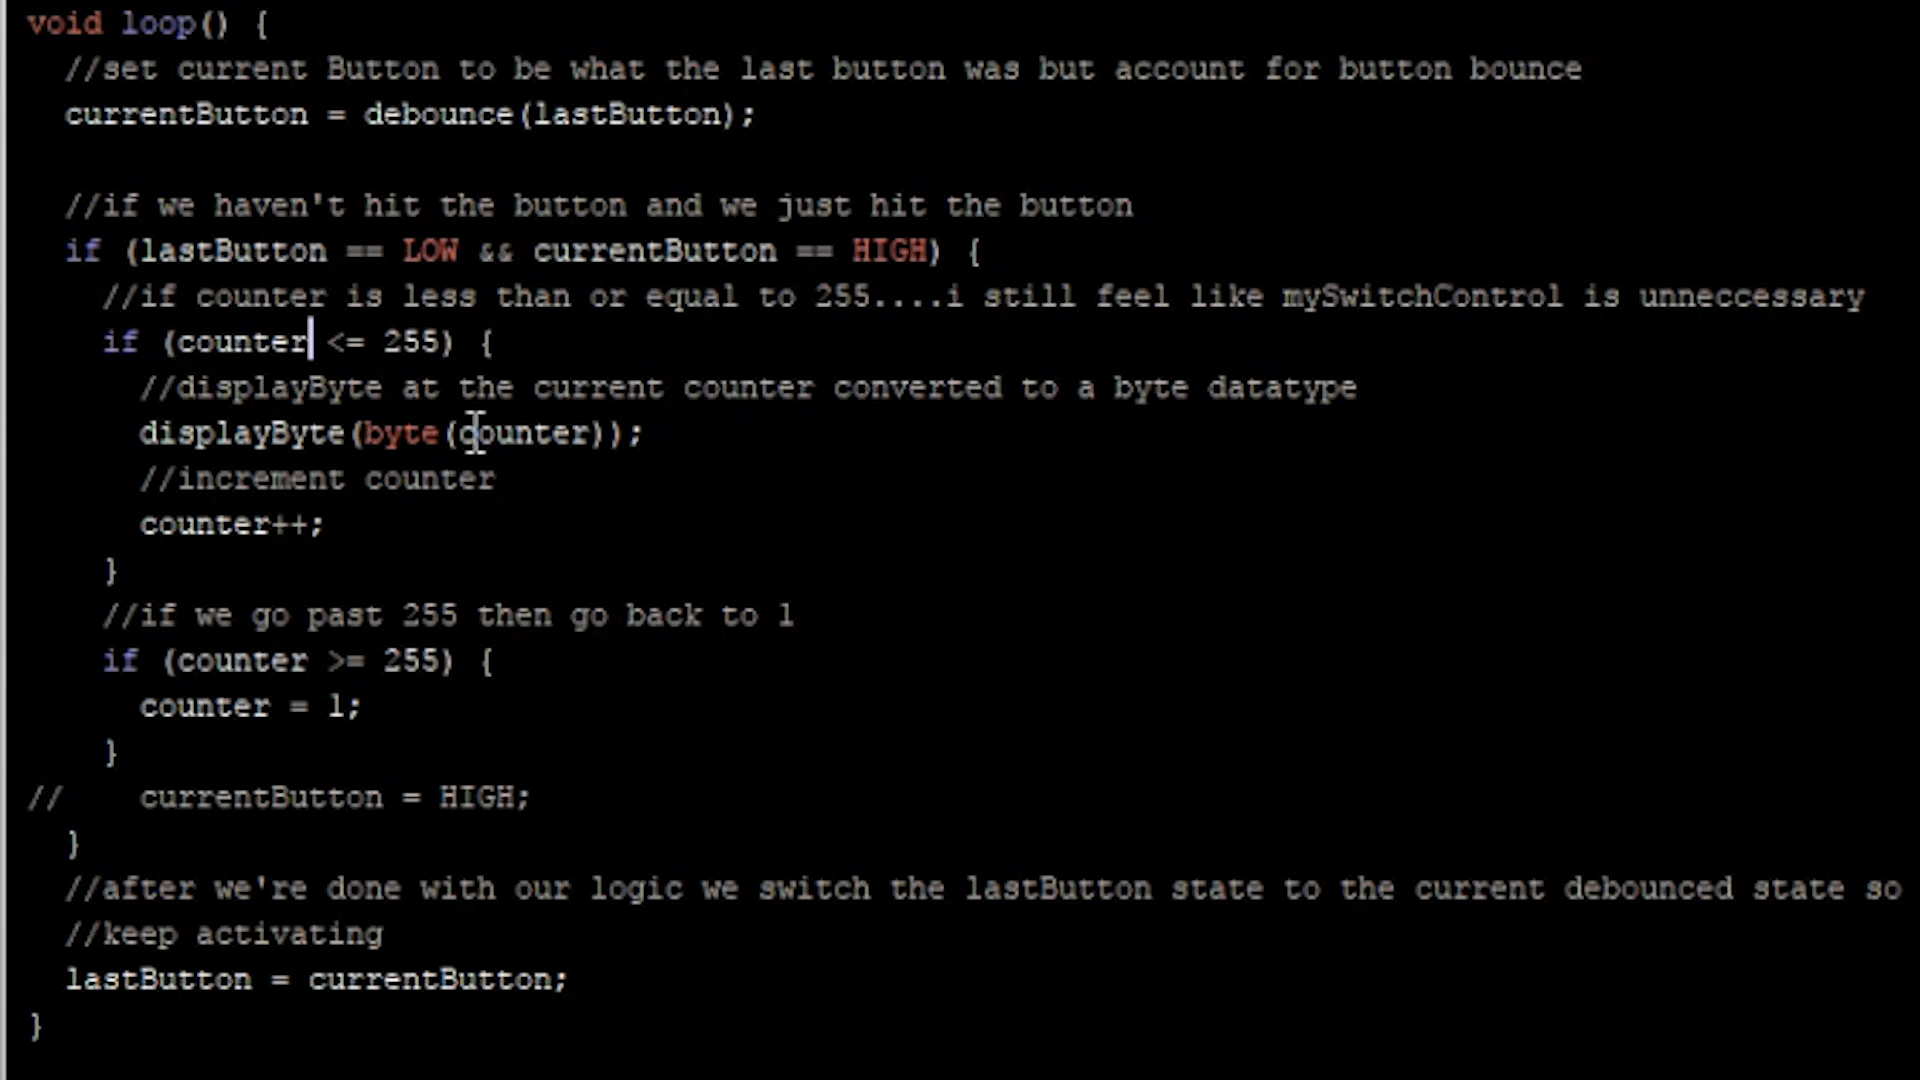 void loop() {
//set current Button to be what the last button was but account for button bounce
currentButton = debounce(lastButton);
//if we haven't hit the button and we just hit the button
if (lastButton == LOW && currentButton == HIGH) {
//if counter is less than or equal to 255....i still feel like mySwitchControl is unneccessary
if (counter <= 255) {
//displayByte at the current counter converted to a byte datatype
displayByte(byte(counter));
//increment counter
counter++;
}
//if we go past 255 then go back to 1
if (counter >= 255) {
counter = 1;
}
// currentButton = HIGH;
}
//after we're done with our logic we switch the lastButton state to the current debounced state so
//keep activating
lastButton = currentButton;
}